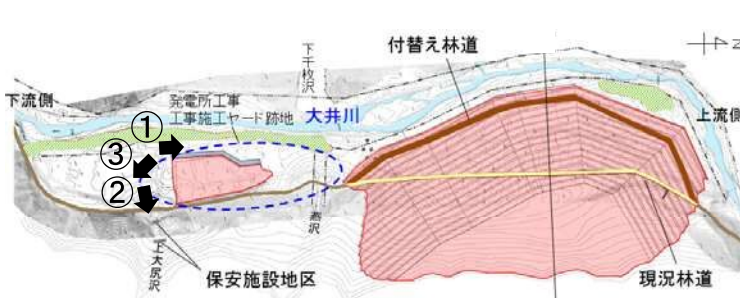 付替え林道
下千枚沢
下流側
発電所工事
工事施工ヤード跡地
大井川
上流側
①
③
②
燕沢
上大尻沢
保安施設地区
現況林道